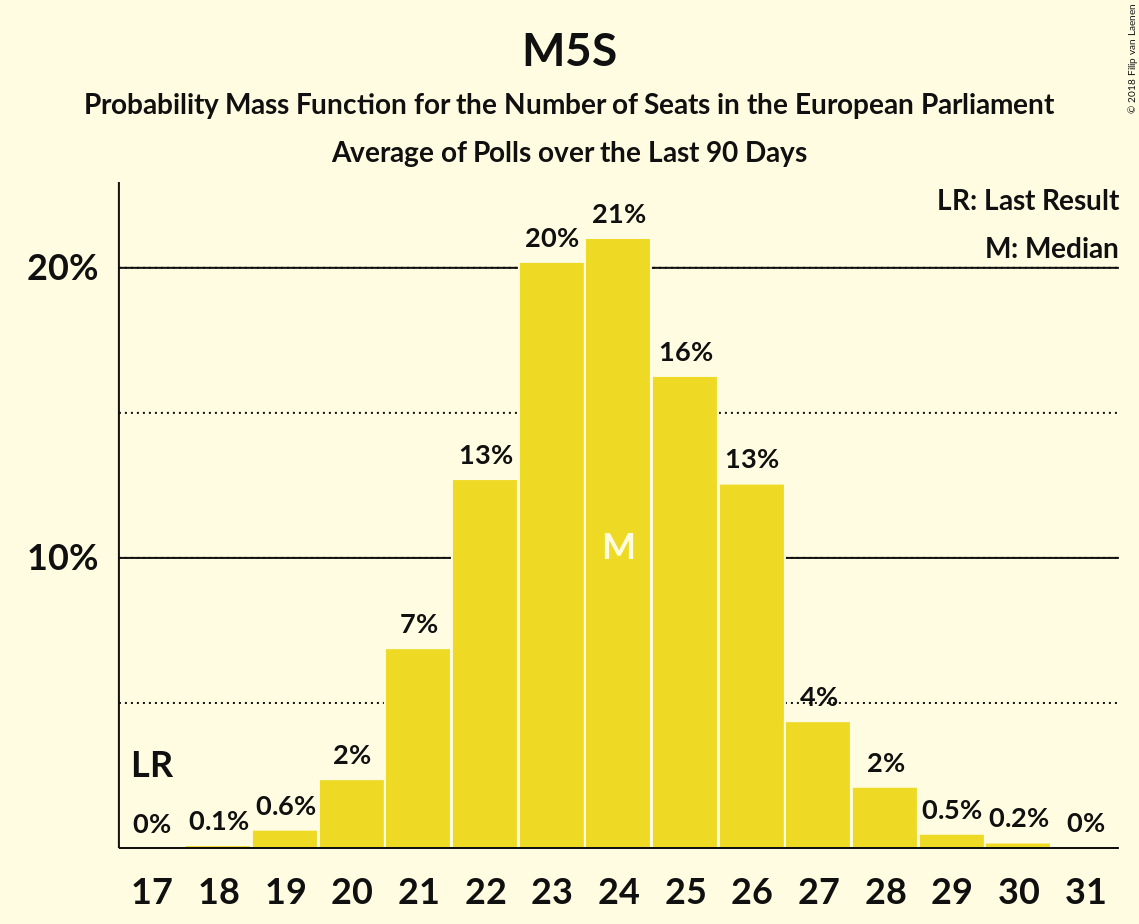 M5S
Probability Mass Function for the Number of Seats in the European Parliament
Average of Polls over the Last 90 Days
© 2018 Filip van Laenen
LR: Last Result
M: Median
20%
10%
LR
0%
0.1%
0.6%
2%
7%
13%
20%
21%
16%
13%
4%
2%
0.5%
0.2%
0%
M
17 18 19 20 21 22 23 24 25 26 27 28 29 30 31